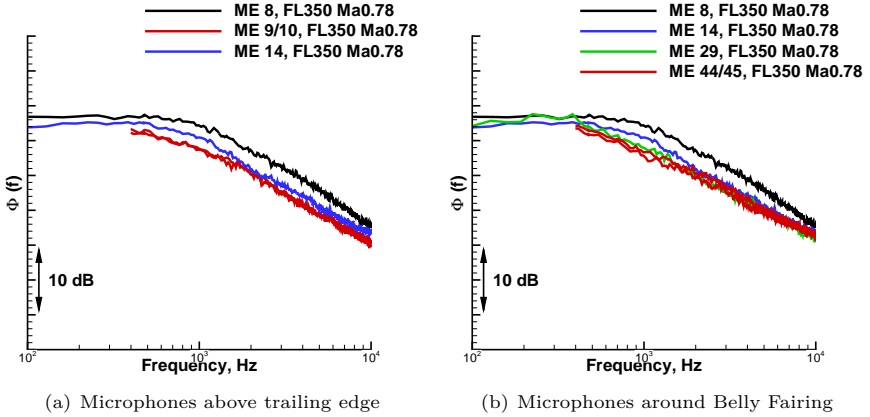 ME 8, FL350 Ma0.78
ME 9/10, FL350 Ma0.78
ME 14, FL350 Ma0.78
Φ (f)
10 dB
10²
10³
10⁴
Frequency, Hz
(a) Microphones above trailing edge
ME 8, FL350 Ma0.78
ME 14, FL350 Ma0.78
ME 29, FL350 Ma0.78
ME 44/45, FL350 Ma0.78
Φ (f)
10 dB
10²
10³
10⁴
Frequency, Hz
(b) Microphones around Belly Fairing